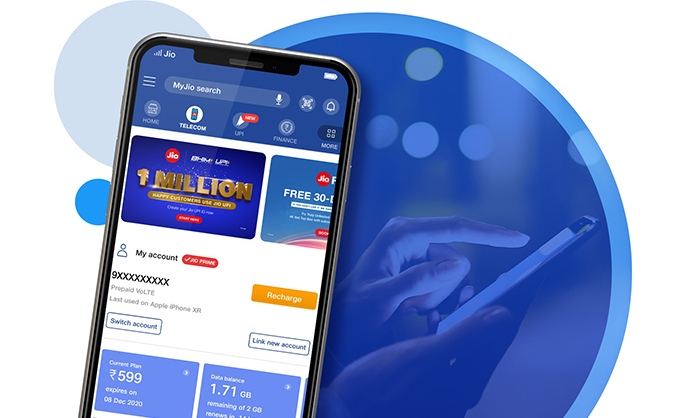 Jio
MyJio search
HOME
TELECOM
NEW
UPI
FINANCE
MORE
Jio
BHIM UPI
1 MILLION
HAPPY CUSTOMERS USE JIO UPI!
Create your Jio UPI ID now
START HERE
Jio
FREE 30-D
My account
JIO PRIME
9XXXXXXXXX
Prepaid VoLTE
Last used on Apple iPhone XR
Recharge
Switch account
Link new account
Current Plan
₹599
expires on
08 Dec 2020
Data balance
1.71 GB
remaining of 2 GB
renews in